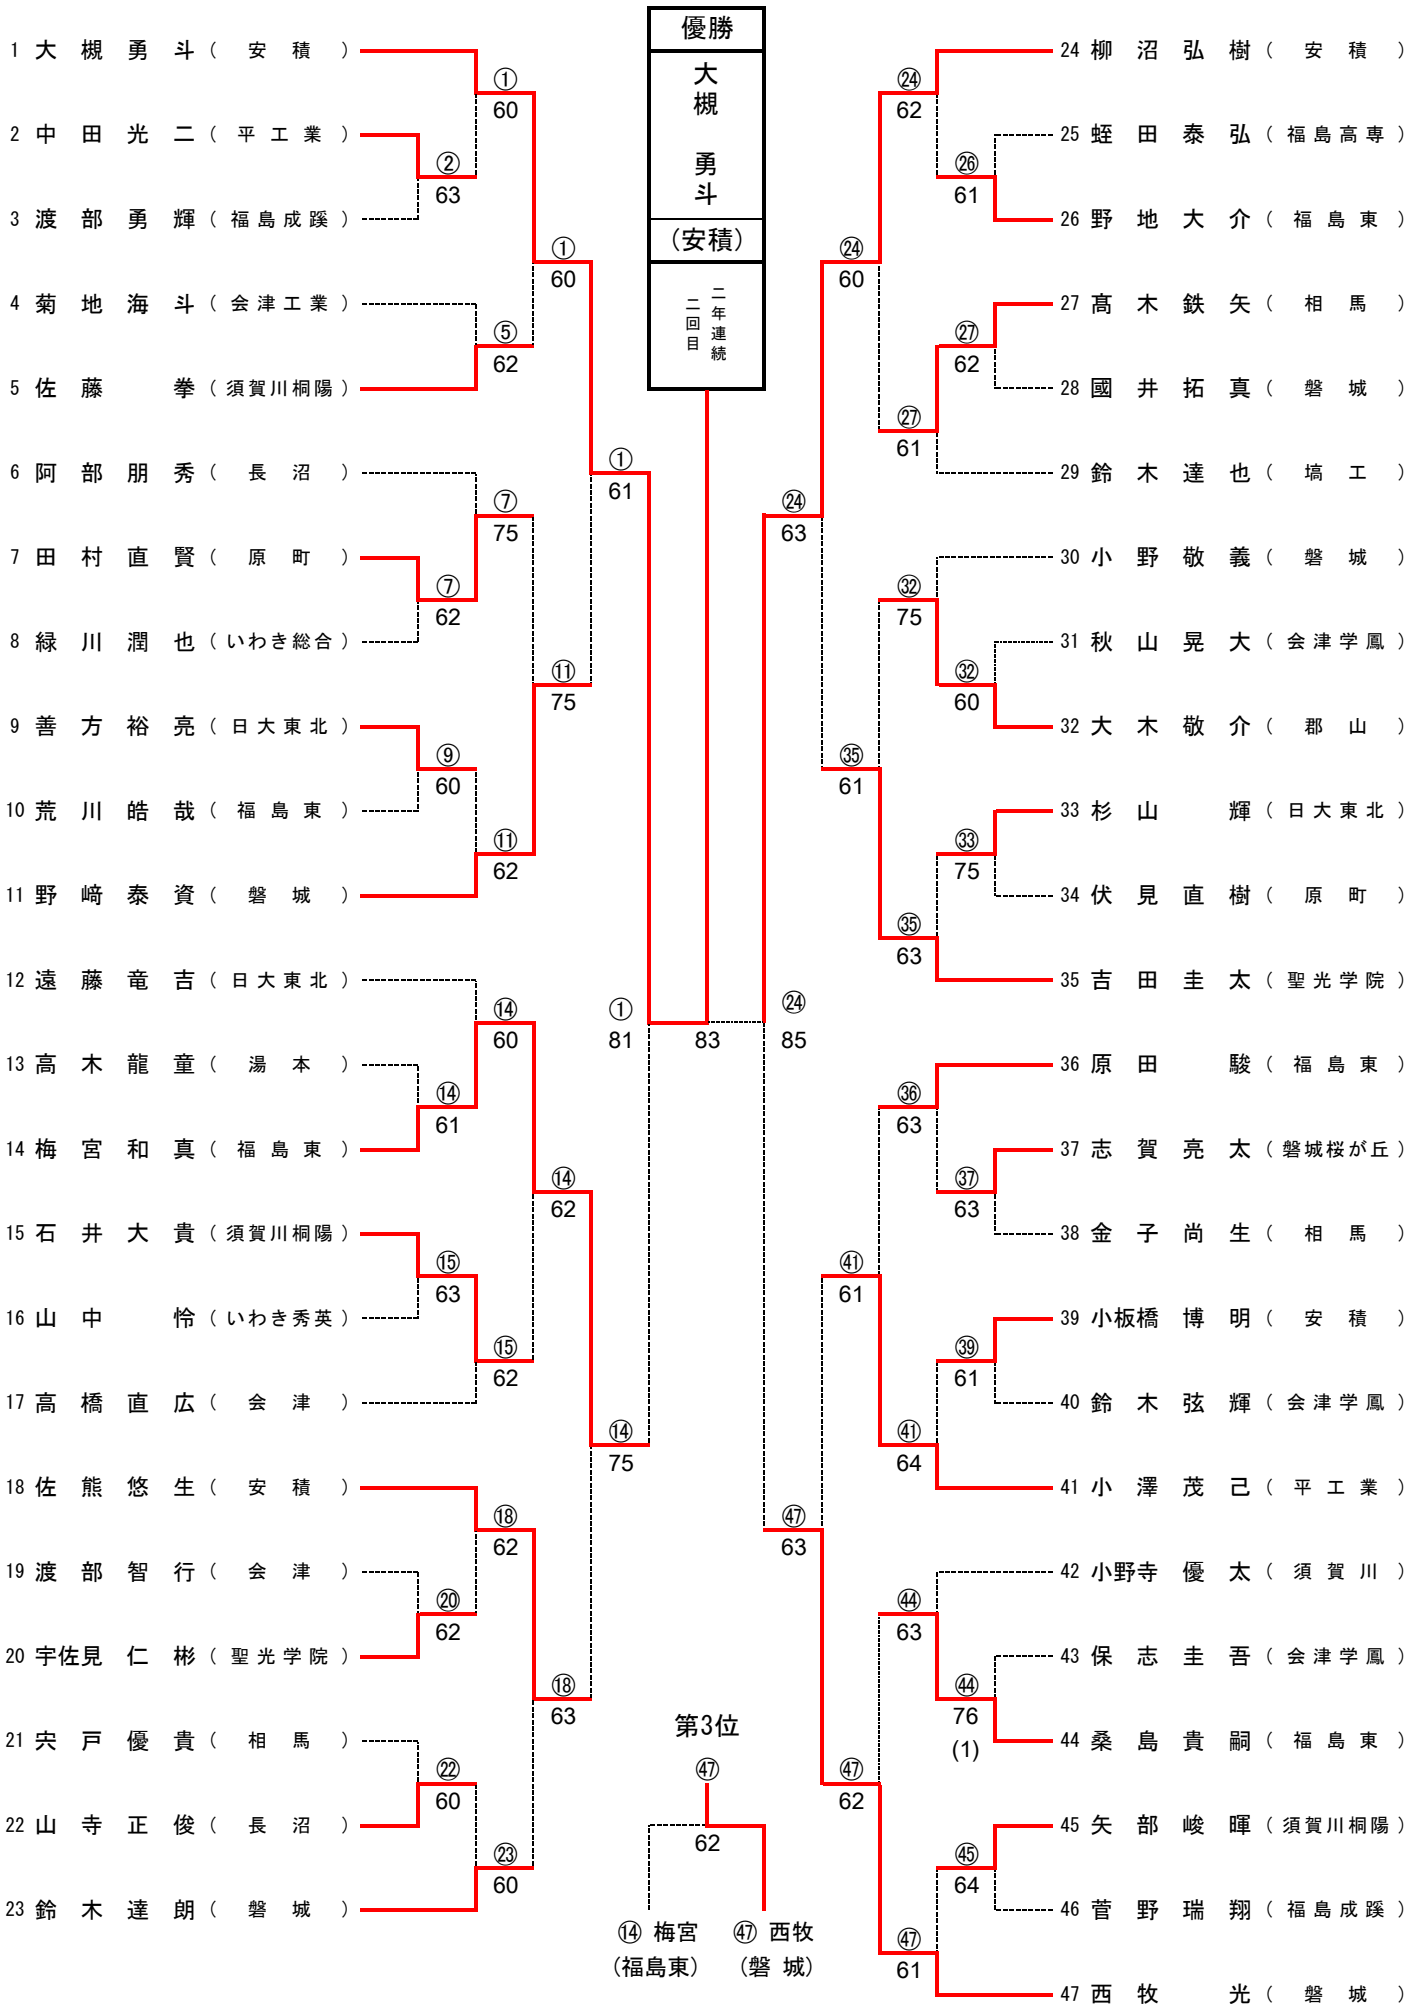 優勝
大槻 勇斗
(安積)
二年連続
二回目
1 大槻勇斗 ( 安積 )
① 60
2 中田光二 ( 平工業 )
② 63
3 渡部勇輝 ( 福島成蹊 )
① 60
4 菊地海斗 ( 会津工業 )
⑤ 62
5 佐藤 拳 ( 須賀川桐陽 )
① 61
6 阿部朋秀 ( 長沼 )
⑦ 75
7 田村直賢 ( 原町 )
⑦ 62
8 緑川潤也 ( いわき総合 )
⑪ 75
9 善方裕亮 ( 日大東北 )
⑨ 60
10 荒川皓哉 ( 福島東 )
⑪ 62
11 野﨑泰資 ( 磐城 )
① 81
12 遠藤竜吉 ( 日大東北 )
⑭ 60
13 高木龍童 ( 湯本 )
⑭ 61
14 梅宮和真 ( 福島東 )
⑭ 62
15 石井大貴 ( 須賀川桐陽 )
⑮ 63
16 山中 怜 ( いわき秀英 )
⑮ 62
17 高橋直広 ( 会津 )
⑭ 75
18 佐熊悠生 ( 安積 )
⑱ 62
19 渡部智行 ( 会津 )
⑳ 62
20 宇佐見仁彬 ( 聖光学院 )
⑱ 63
21 宍戸優貴 ( 相馬 )
㉒ 60
22 山寺正俊 ( 長沼 )
㉓ 60
23 鈴木達朗 ( 磐城 )
83
24 柳沼弘樹 ( 安積 )
㉔ 62
25 蛭田泰弘 ( 福島高専 )
㉖ 61
26 野地大介 ( 福島東 )
㉔ 60
27 髙木鉄矢 ( 相馬 )
㉗ 62
28 國井拓真 ( 磐城 )
㉗ 61
29 鈴木達也 ( 塙工 )
㉔ 63
30 小野敬義 ( 磐城 )
㉜ 75
31 秋山晃大 ( 会津学鳳 )
㉜ 60
32 大木敬介 ( 郡山 )
㉟ 61
33 杉山 輝 ( 日大東北 )
㉝ 75
34 伏見直樹 ( 原町 )
㉟ 63
35 吉田圭太 ( 聖光学院 )
㉔ 85
36 原田 駿 ( 福島東 )
㊱ 63
37 志賀亮太 ( 磐城桜が丘 )
㊲ 63
38 金子尚生 ( 相馬 )
㊶ 61
39 小板橋博明 ( 安積 )
㊴ 61
40 鈴木弦輝 ( 会津学鳳 )
㊶ 64
41 小澤茂己 ( 平工業 )
㊼ 63
42 小野寺優太 ( 須賀川 )
㊹ 63
43 保志圭吾 ( 会津学鳳 )
㊹ 76 (1)
44 桑島貴嗣 ( 福島東 )
㊼ 62
45 矢部峻暉 ( 須賀川桐陽 )
㊺ 64
46 菅野瑞翔 ( 福島成蹊 )
㊼ 61
47 西牧 光 ( 磐城 )
第3位
㊼
62
⑭ 梅宮 ㊼ 西牧
(福島東) (磐 城)